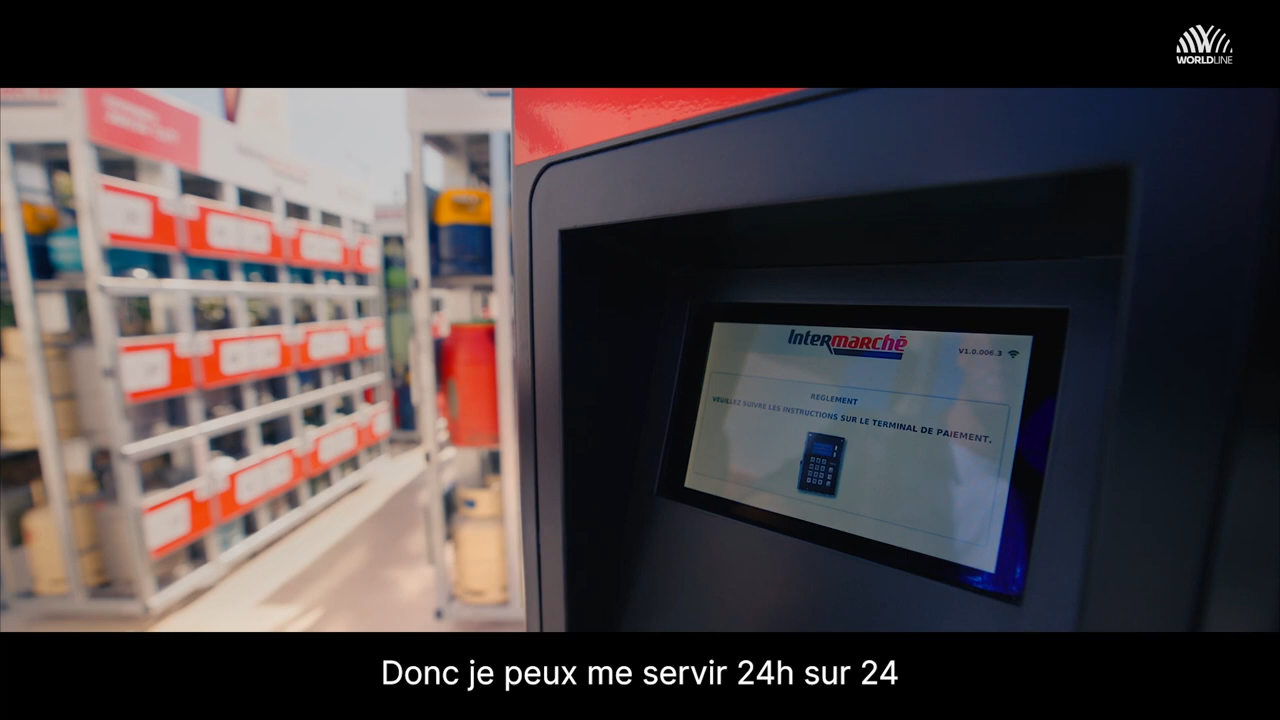 WORLDLINE
Intermarchē
V1.0.006.3
REGLEMENT
VEUILLEZ SUIVRE LES INSTRUCTIONS SUR LE TERMINAL DE PAIEMENT.
Donc je peux me servir 24h sur 24